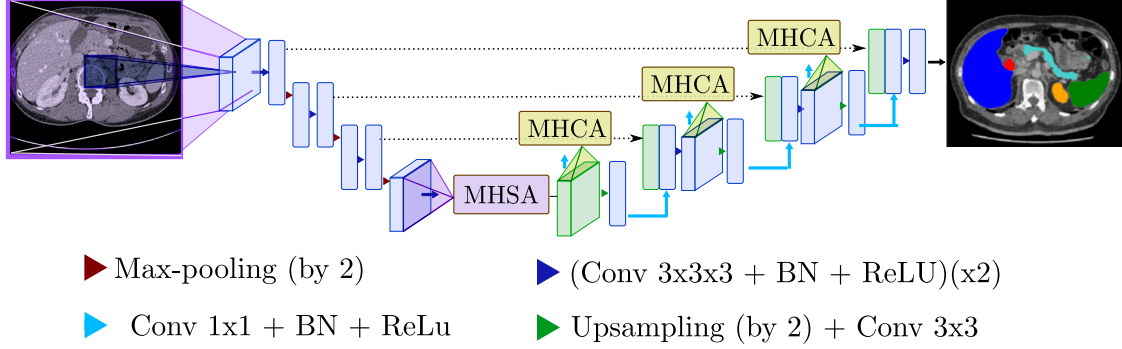 MHCA
MHCA
MHCA
MHSA
Max-pooling (by 2)
(Conv 3x3x3 + BN + ReLU)(x2)
Conv 1x1 + BN + ReLu
Upsampling (by 2) + Conv 3x3